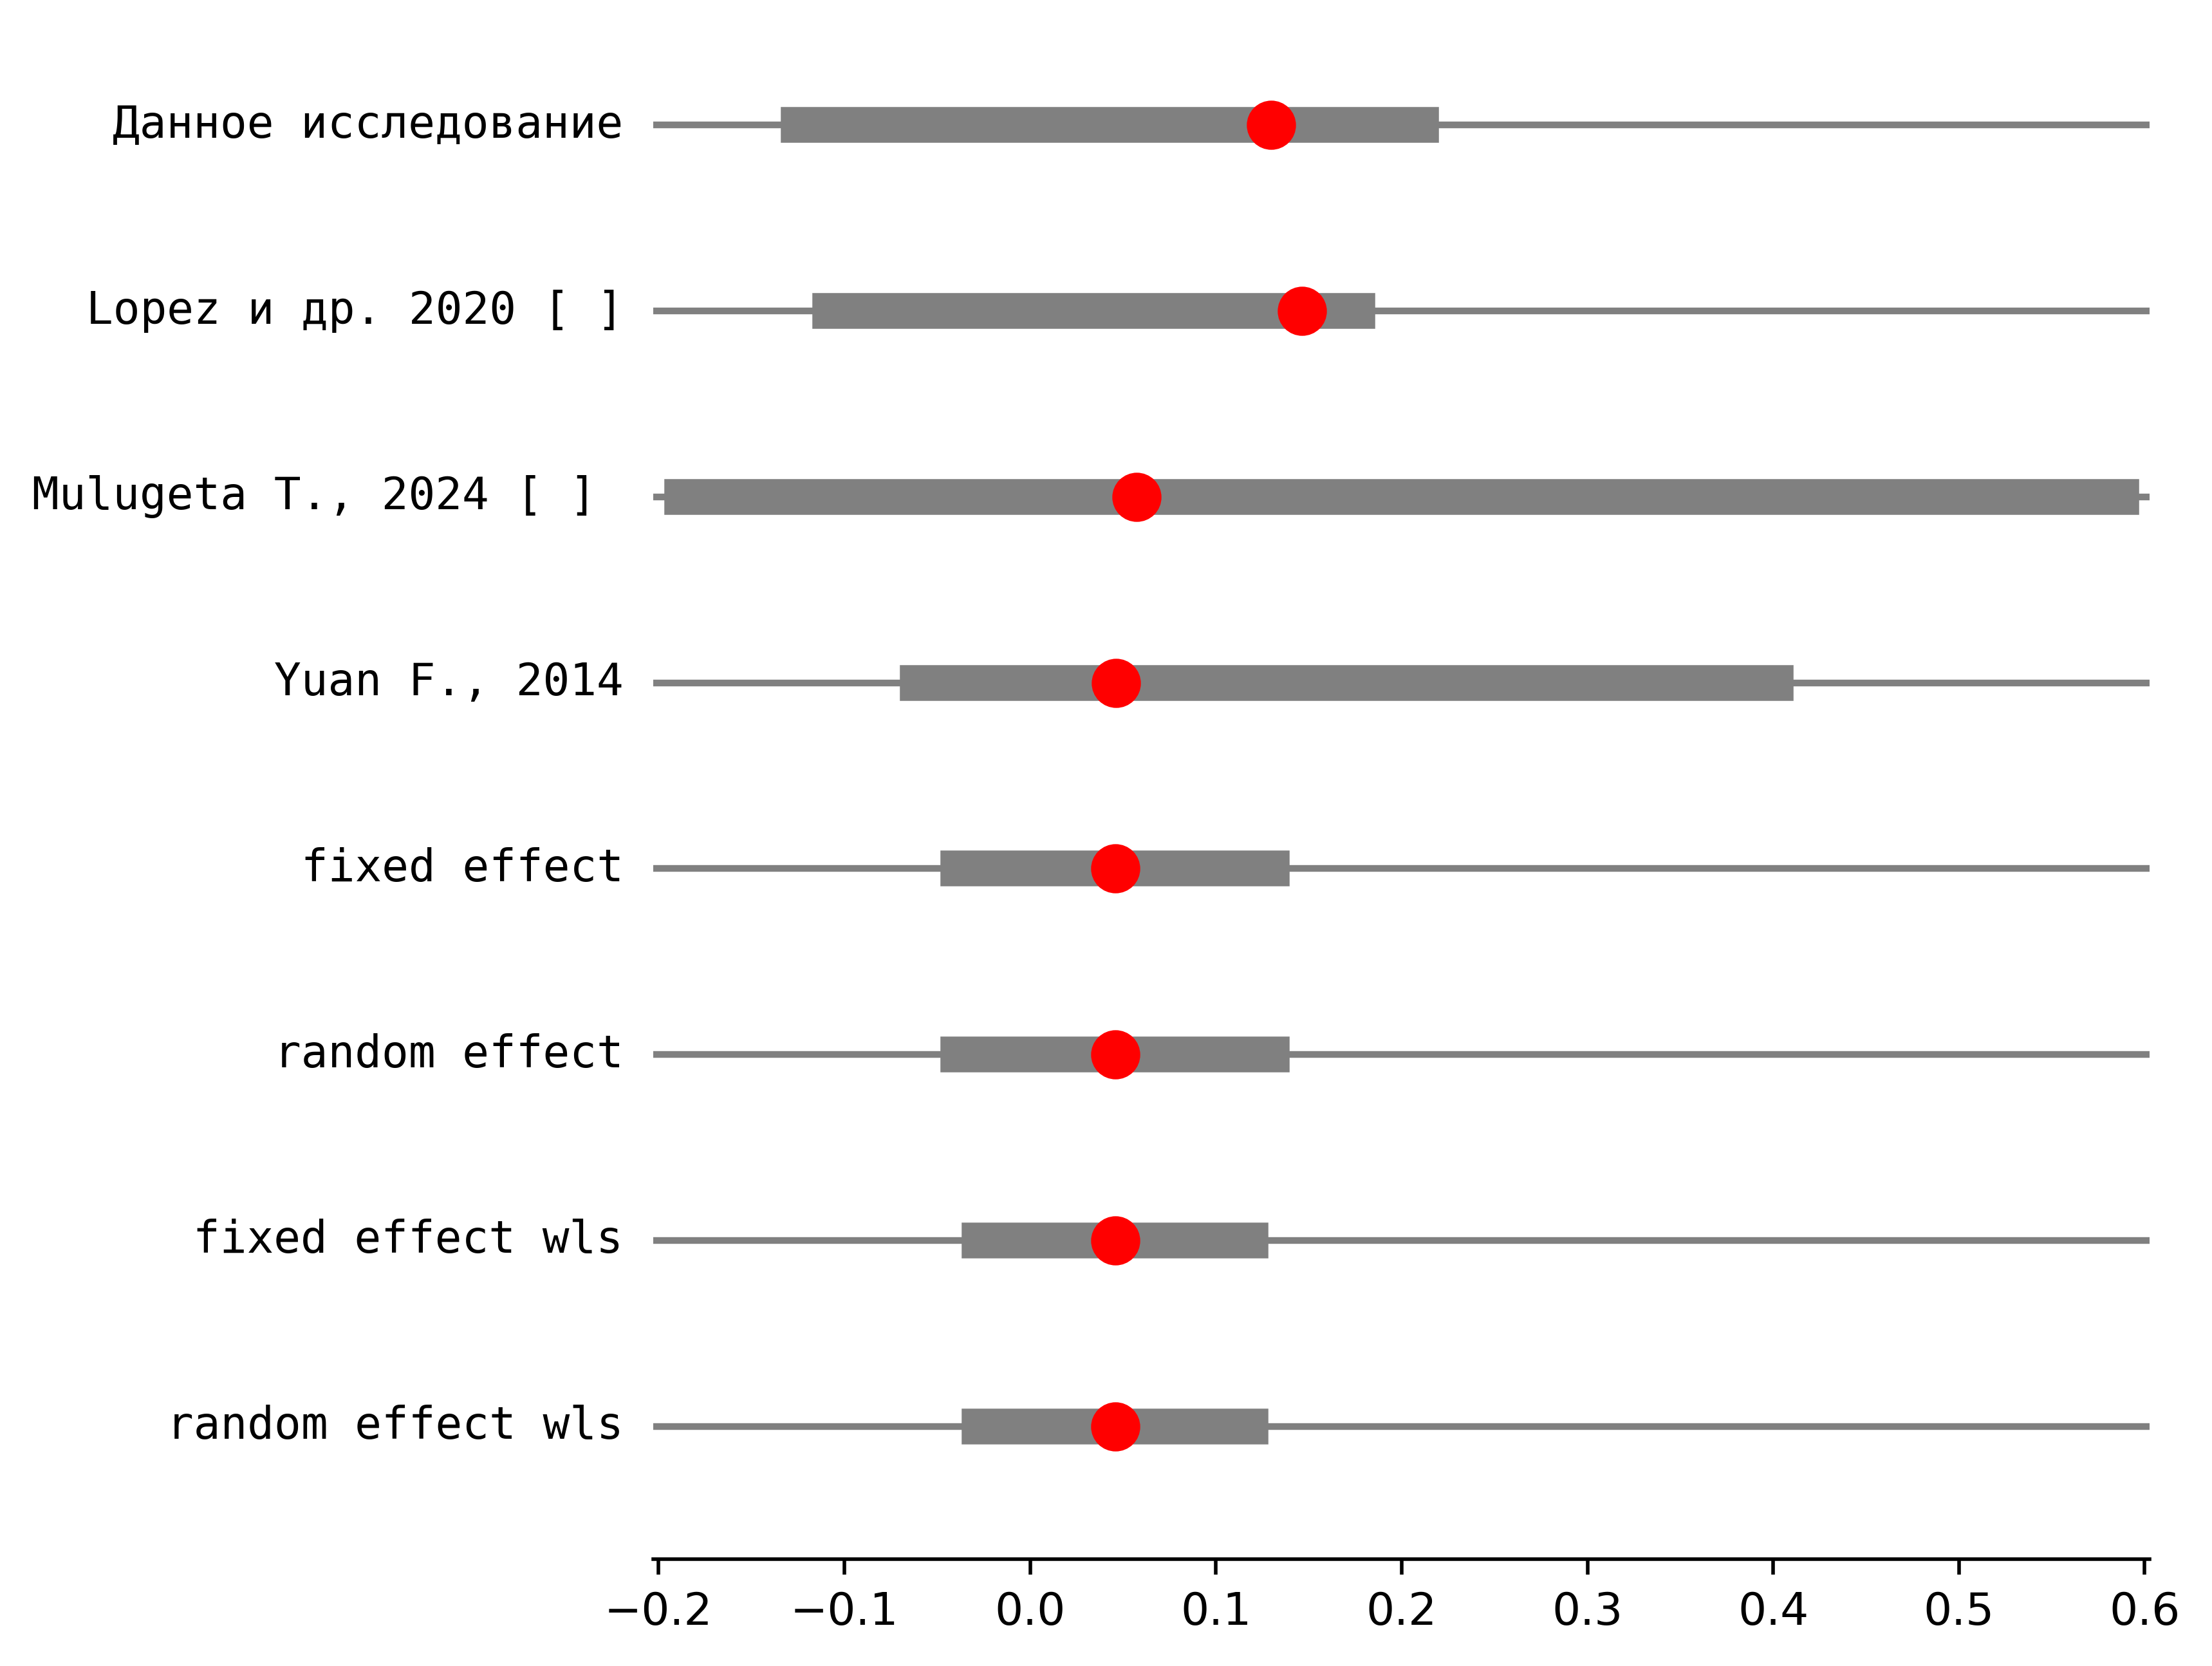 Данное исследование
Lopez и др. 2020 [ ]
Mulugeta T., 2024 [ ]
Yuan F., 2014
fixed effect
random effect
fixed effect wls
random effect wls
−0.2 −0.1 0.0 0.1 0.2 0.3 0.4 0.5 0.6